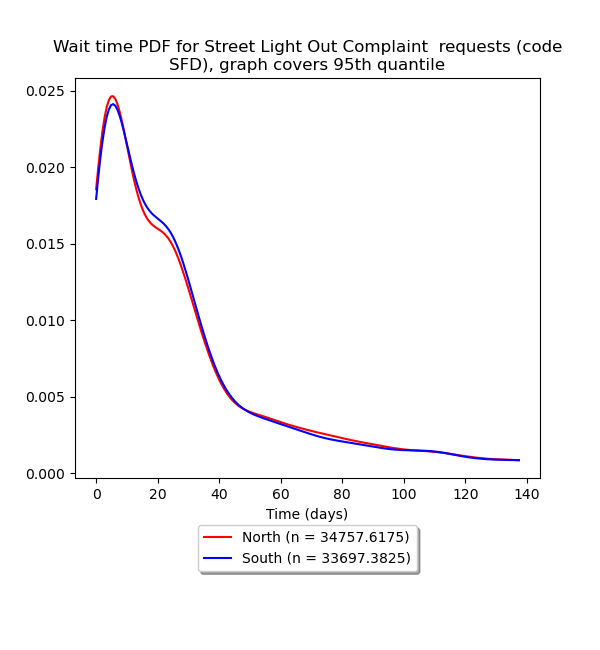 Wait time PDF for Street Light Out Complaint  requests (code
SFD), graph covers 95th quantile
0.025
0.020
0.015
0.010
0.005
0.000
0 20 40 60 80 100 120 140
Time (days)
North (n = 34757.6175)
South (n = 33697.3825)